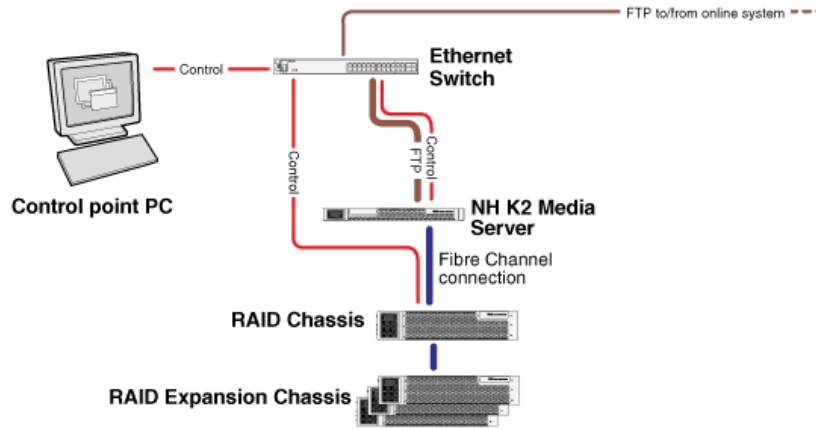 FTP to/from online system
Ethernet
Switch
Control
Control
FTP
Control
Control point PC
NH K2 Media
Server
Fibre Channel
connection
RAID Chassis
RAID Expansion Chassis